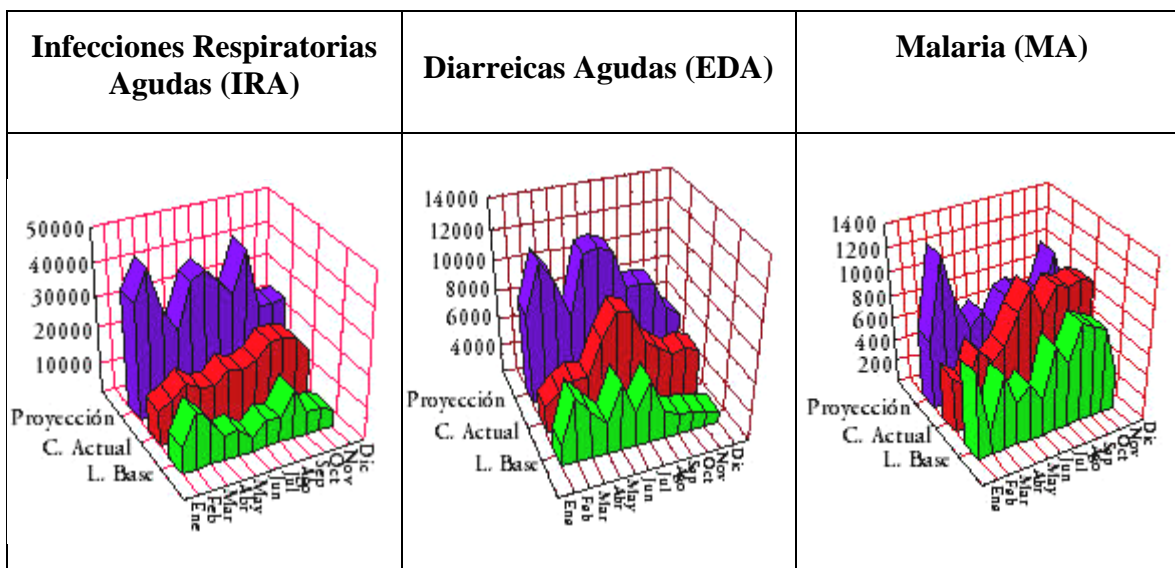 Infecciones Respiratorias
Agudas (IRA)
Diarreicas Agudas (EDA)
Malaria (MA)
50000
40000
30000
20000
10000
Proyección
C. Actual
L. Base
Ene
Feb
Mar
Abr
May
Jun
Jul
Ago
Sep
Oct
Nov
Dic
14000
12000
10000
8000
6000
4000
Proyección
C. Actual
L. Base
Ene
Feb
Mar
Abr
May
Jun
Jul
Ago
Sep
Oct
Nov
Dic
1400
1200
1000
800
600
400
200
Proyección
C. Actual
L. Base
Ene
Feb
Mar
Abr
May
Jun
Jul
Ago
Sep
Oct
Nov
Dic